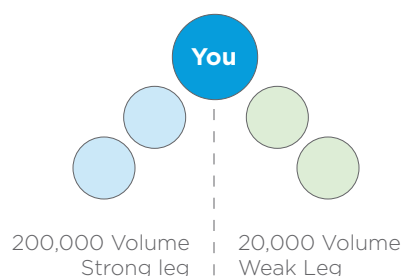 You
200,000 Volume
Strong leg
20,000 Volume
Weak Leg